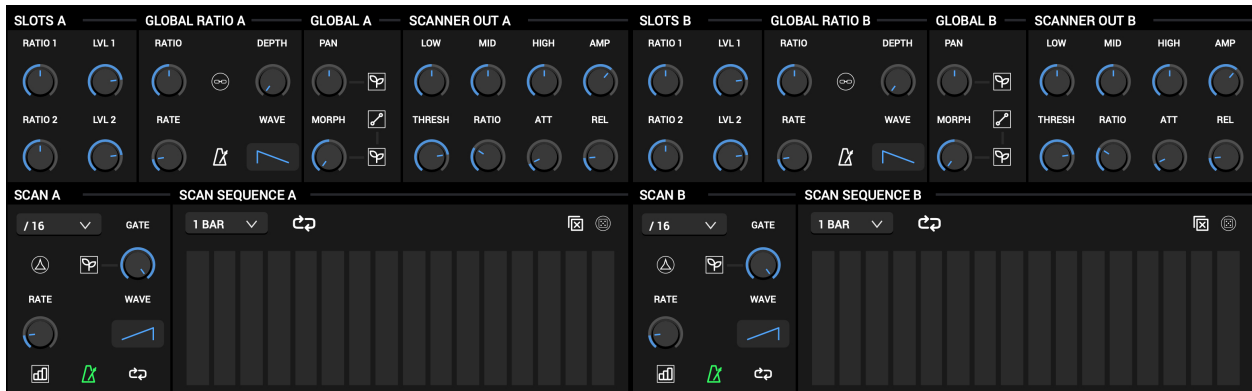 SLOTS A GLOBAL RATIO A GLOBAL A SCANNER OUT A SLOTS B GLOBAL RATIO B GLOBAL B SCANNER OUT B
RATIO 1 LVL 1 RATIO DEPTH PAN LOW MID HIGH AMP RATIO 1 LVL 1 RATIO DEPTH PAN LOW MID HIGH AMP
RATIO 2 LVL 2 RATE WAVE MORPH THRESH RATIO ATT REL RATIO 2 LVL 2 RATE WAVE MORPH THRESH RATIO ATT REL
SCAN A SCAN SEQUENCE A SCAN B SCAN SEQUENCE B
/ 16 GATE 1 BAR / 16 GATE 1 BAR
RATE WAVE RATE WAVE